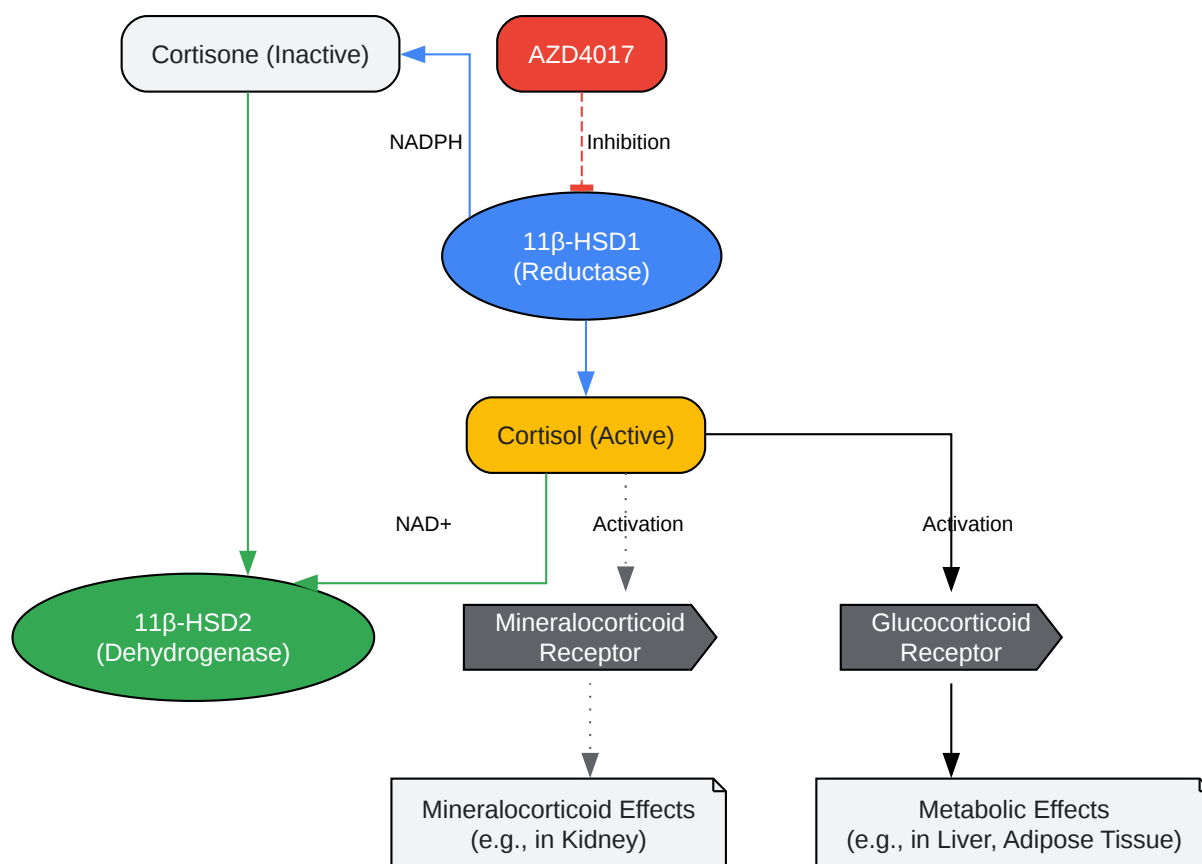 Cortisone (Inactive)
AZD4017
NADPH
Inhibition
11β-HSD1
(Reductase)
Cortisol (Active)
NAD+
Activation
Activation
11β-HSD2
(Dehydrogenase)
Mineralocorticoid
Receptor
Glucocorticoid
Receptor
Mineralocorticoid Effects
(e.g., in Kidney)
Metabolic Effects
(e.g., in Liver, Adipose Tissue)